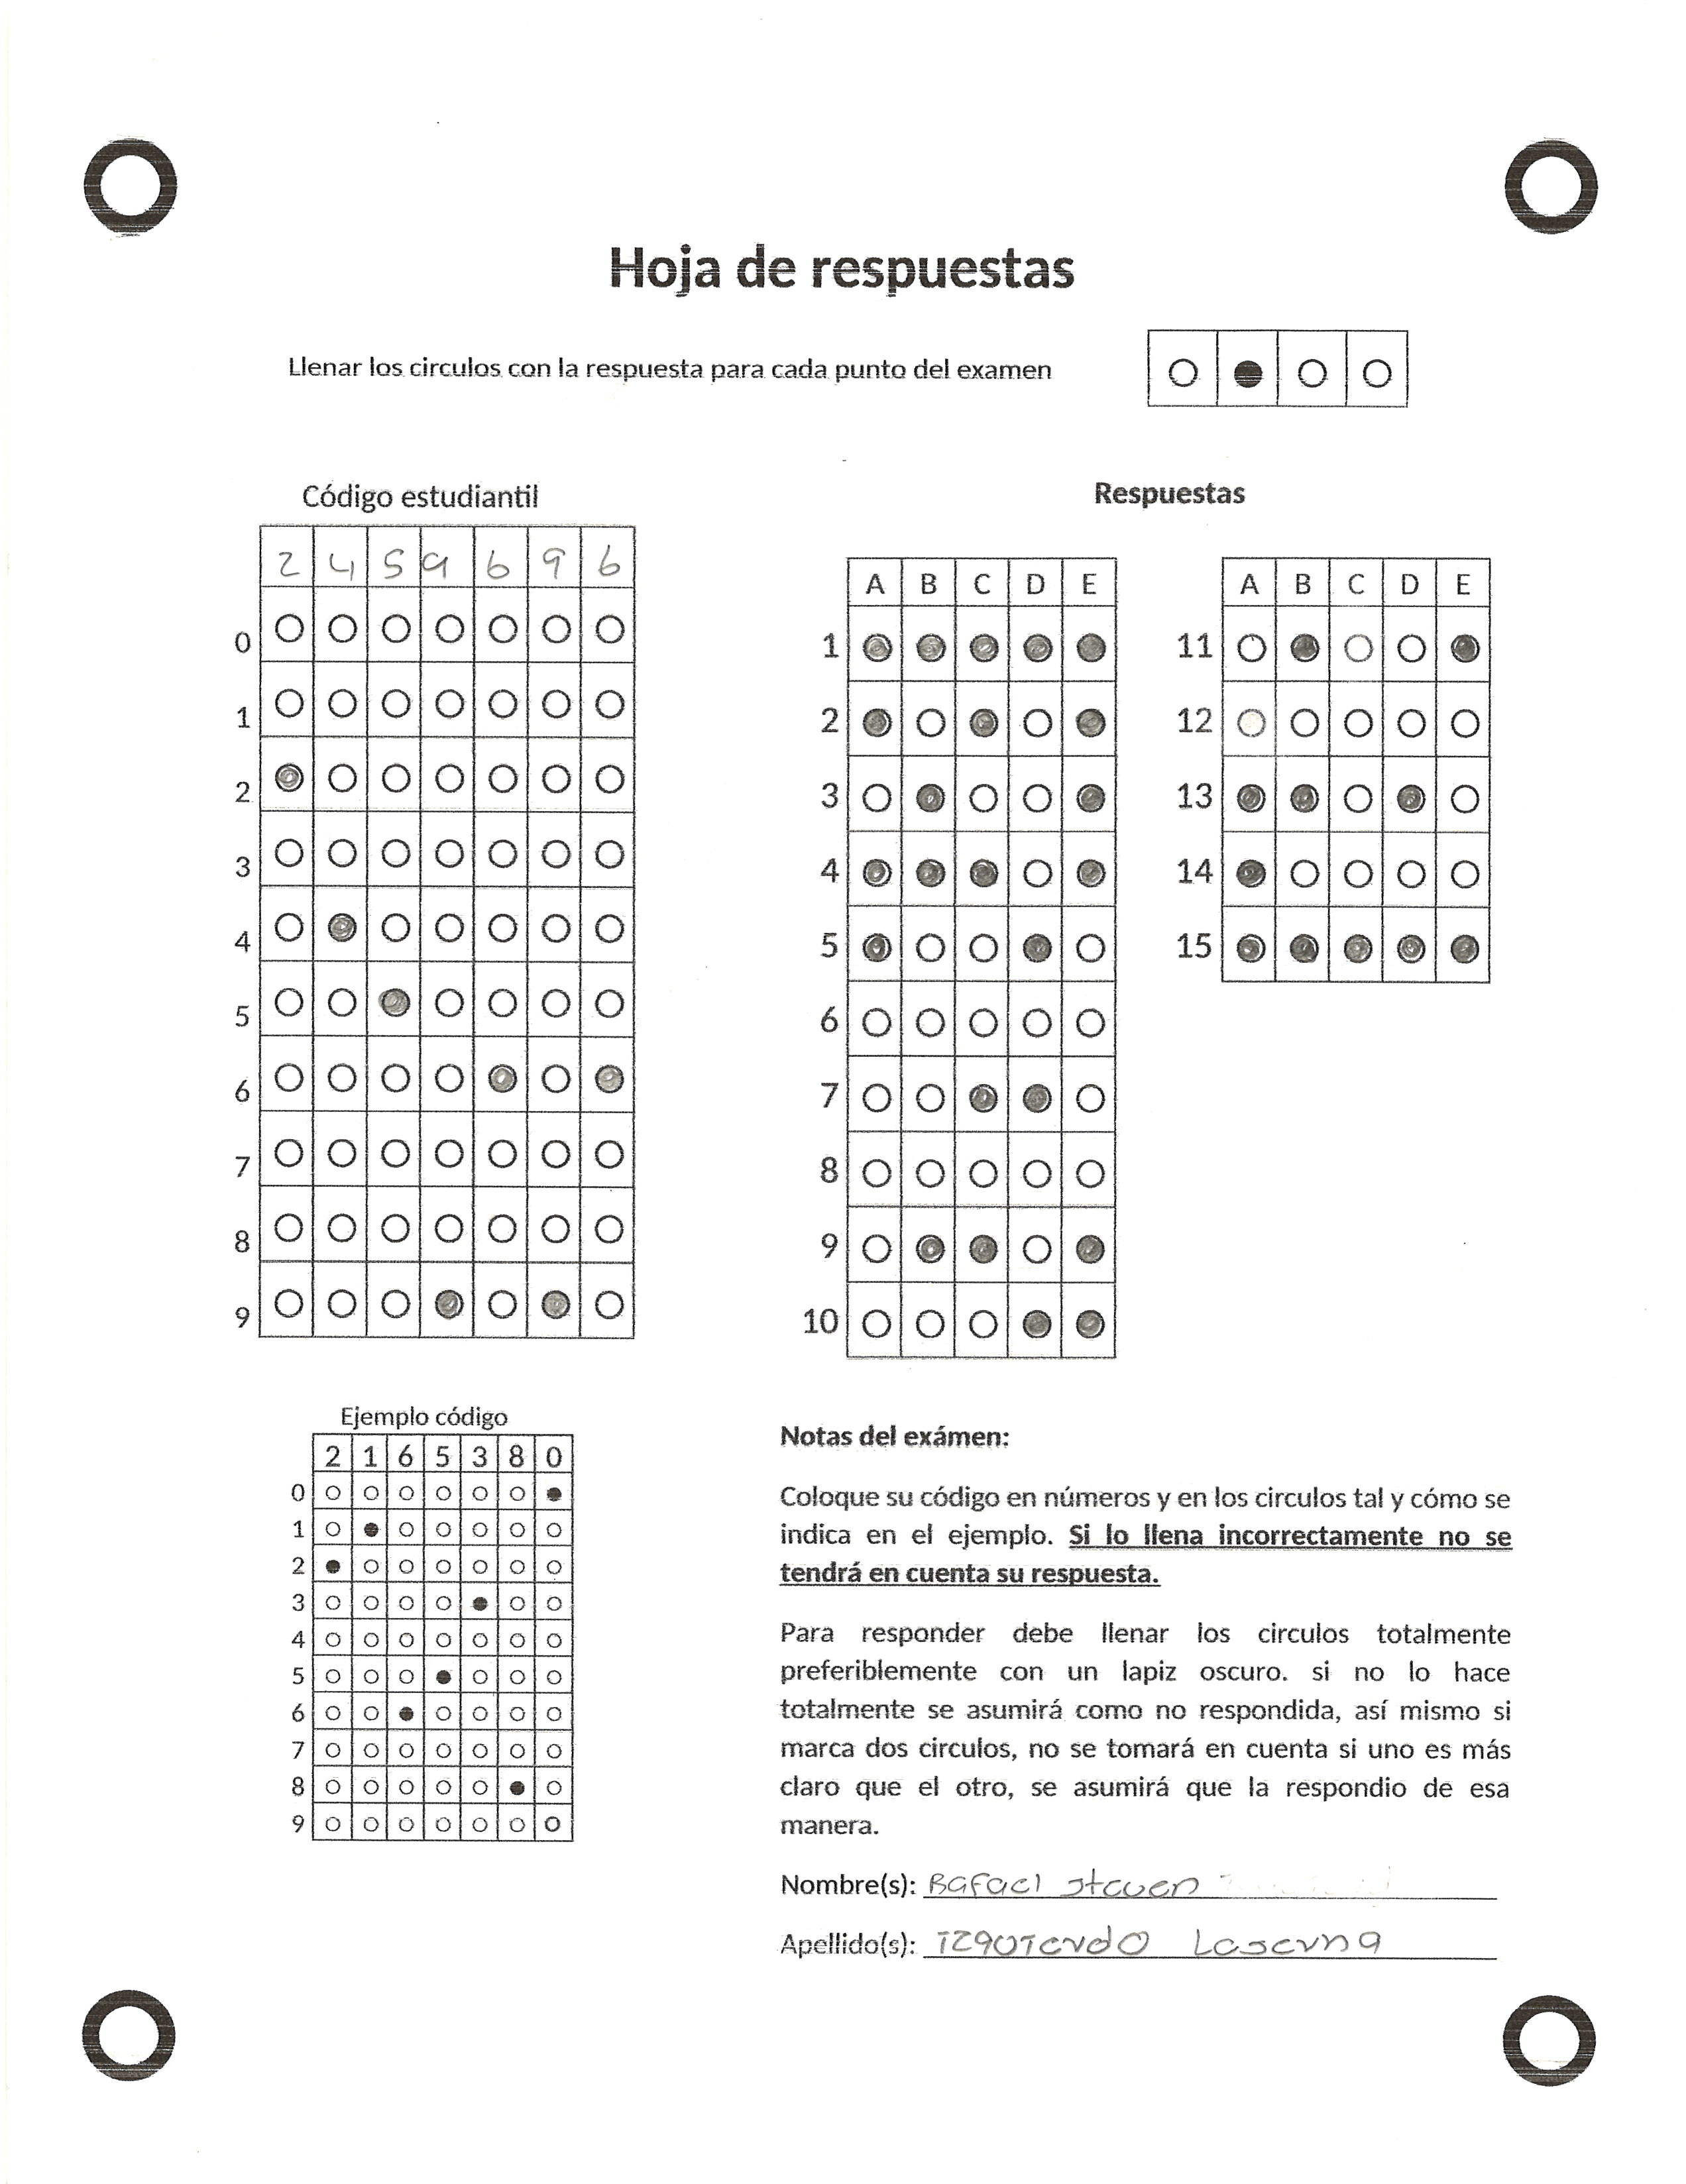 Hoja de respuestas
Llenar los circulos con la respuesta para cada punto del examen
Código estudiantil
2 4 5 9 6 9 6
0
1
2
3
4
5
6
7
8
9
Respuestas
A B C D E
1
2
3
4
5
6
7
8
9
10
A B C D E
11
12
13
14
15
Ejemplo código
2 1 6 5 3 8 0
0
1
2
3
4
5
6
7
8
9
Notas del exámen:
Coloque su código en números y en los circulos tal y cómo se
indica en el ejemplo. Si lo llena incorrectamente no se
tendrá en cuenta su respuesta.
Para responder debe llenar los circulos totalmente
preferiblemente con un lapiz oscuro. si no lo hace
totalmente se asumirá como no respondida, así mismo si
marca dos circulos, no se tomará en cuenta si uno es más
claro que el otro, se asumirá que la respondio de esa
manera.
Nombre(s): Rafael Steven
Apellido(s): Izquierdo Laserna